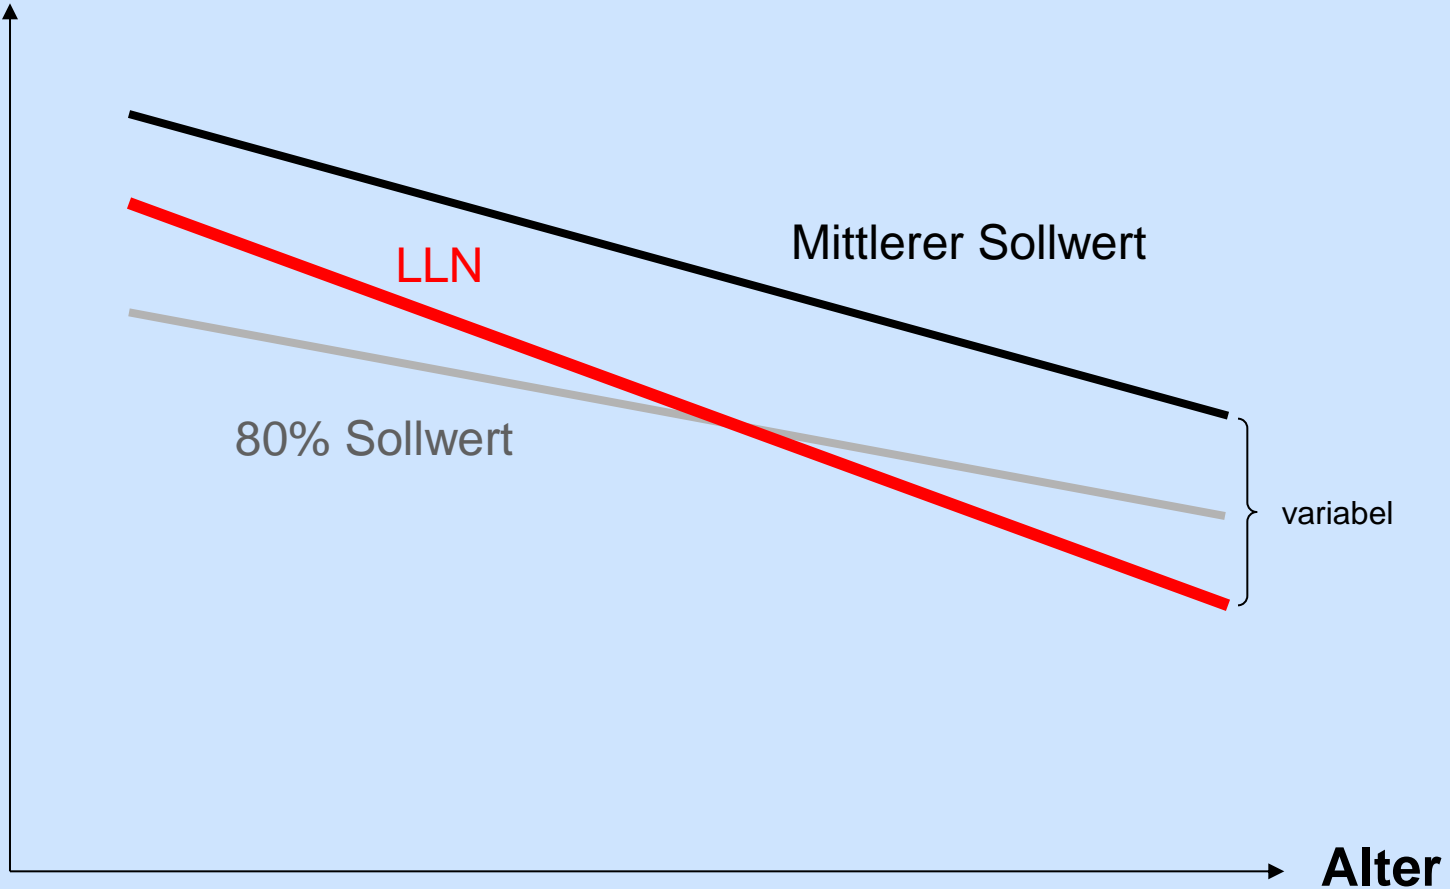 Mittlerer Sollwert
LLN
80% Sollwert
variabel
Alter